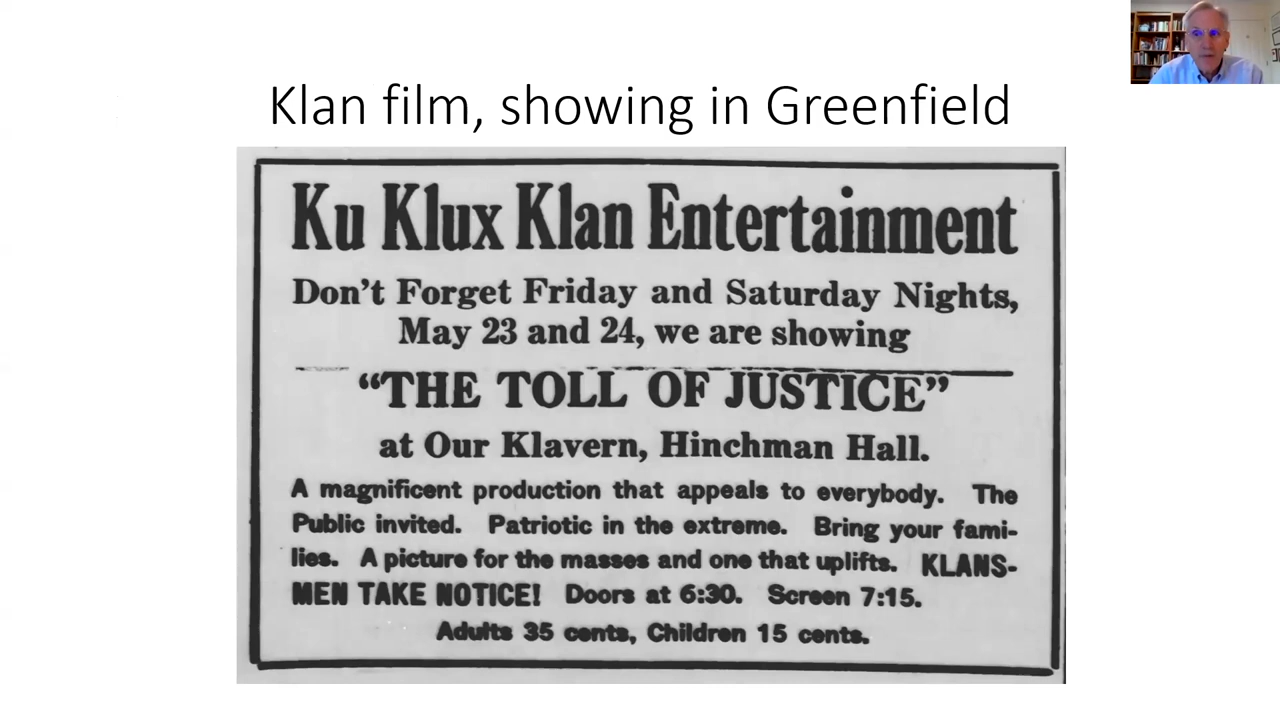 Klan film, showing in Greenfield
Ku Klux Klan Entertainment
Don't Forget Friday and Saturday Nights,
May 23 and 24, we are showing
“THE TOLL OF JUSTICE”
at Our Klavern, Hinchman Hall.
A magnificent production that appeals to everybody. The
Public invited. Patriotic in the extreme. Bring your fami-
lies. A picture for the masses and one that uplifts. KLANS-
MEN TAKE NOTICE! Doors at 6:30. Screen 7:15.
Adults 35 cents, Children 15 cents.